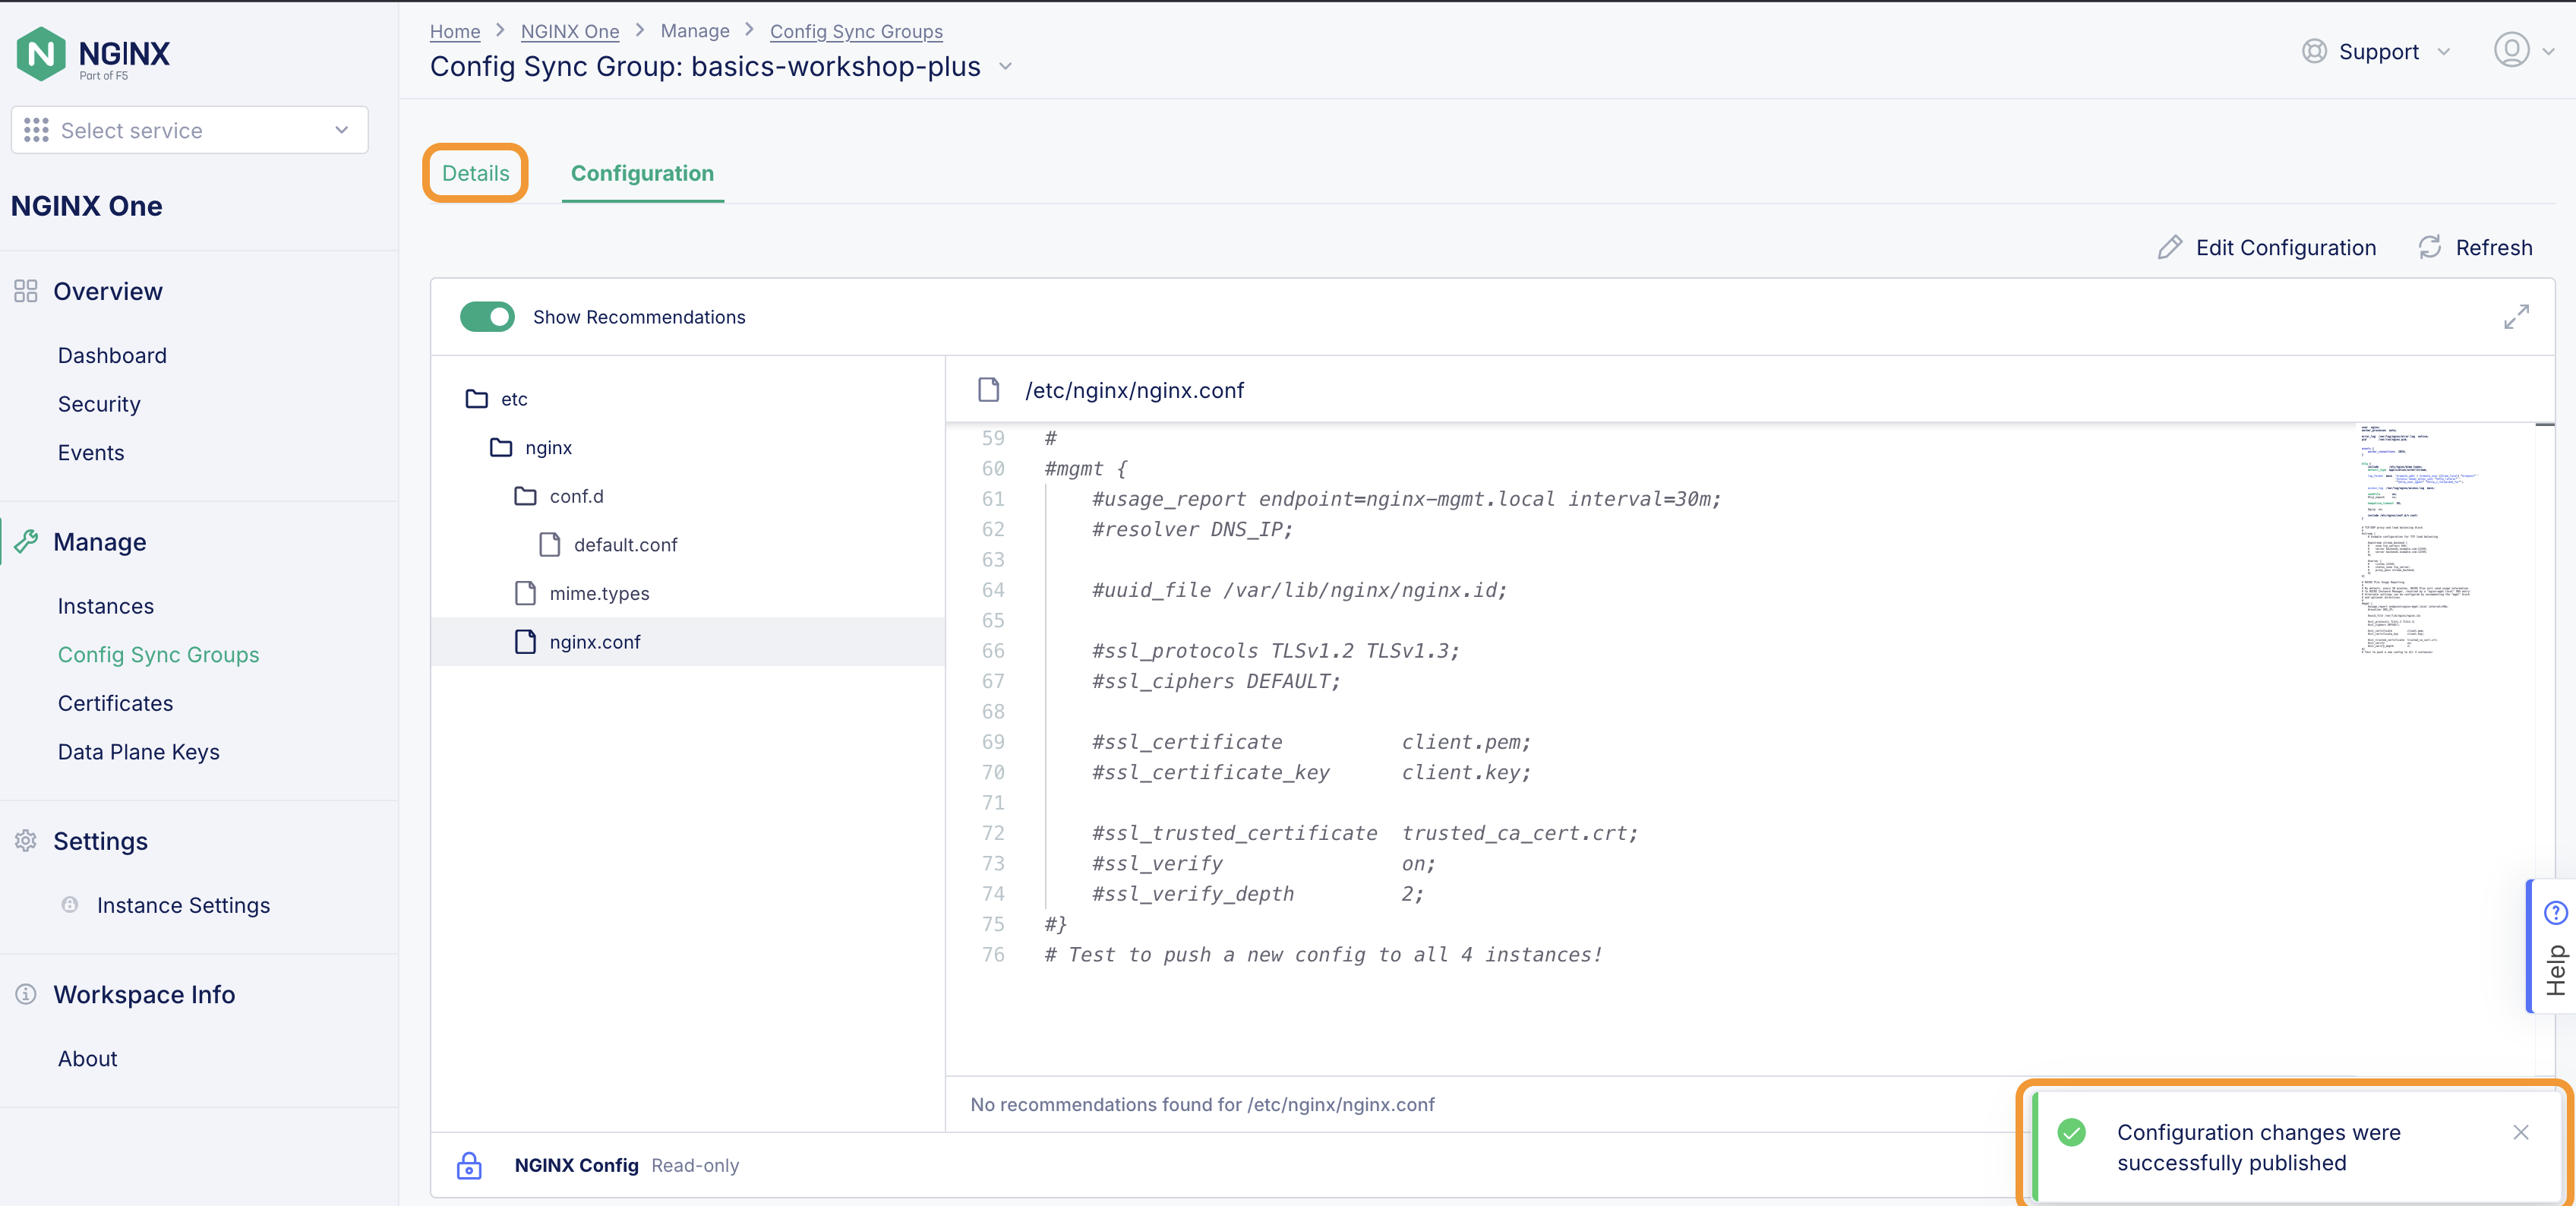 NGINX
Part of F5
Select service
NGINX One
Overview
Dashboard
Security
Events
Manage
Instances
Config Sync Groups
Certificates
Data Plane Keys
Settings
Instance Settings
Workspace Info
About
Home > NGINX One > Manage > Config Sync Groups
Config Sync Group: basics-workshop-plus
Support
Details
Configuration
Edit Configuration
Refresh
Show Recommendations
etc
nginx
conf.d
default.conf
mime.types
nginx.conf
/etc/nginx/nginx.conf
59 #
60 #mgmt {
61 #usage_report endpoint=nginx-mgmt.local interval=30m;
62 #resolver DNS_IP;
63
64 #uuid_file /var/lib/nginx/nginx.id;
65
66 #ssl_protocols TLSv1.2 TLSv1.3;
67 #ssl_ciphers DEFAULT;
68
69 #ssl_certificate client.pem;
70 #ssl_certificate_key client.key;
71
72 #ssl_trusted_certificate trusted_ca_cert.crt;
73 #ssl_verify on;
74 #ssl_verify_depth 2;
75 #}
76 # Test to push a new config to all 4 instances!
No recommendations found for /etc/nginx/nginx.conf
NGINX Config Read-only
Help
Configuration changes were
successfully published